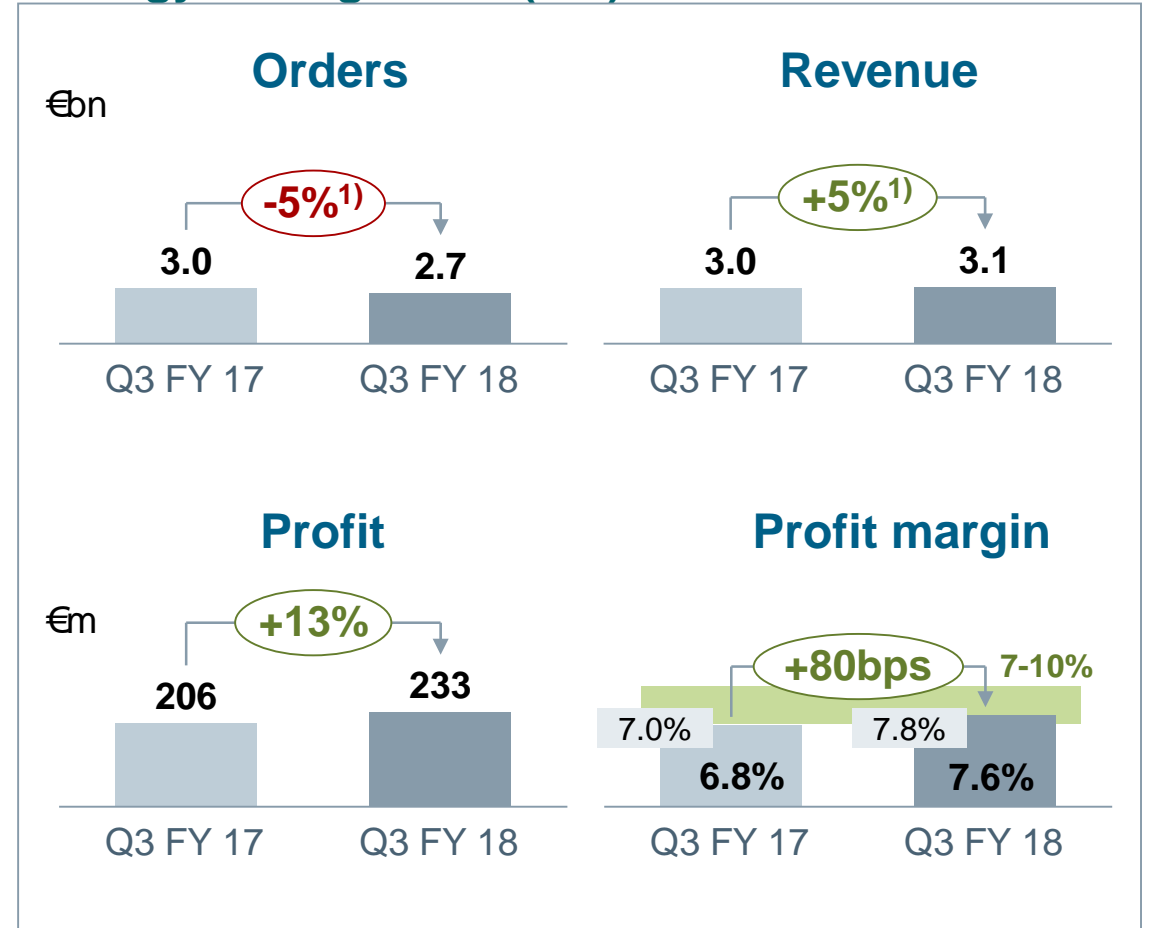 Orders
€bn
-5%1)
3.0
2.7
Q3 FY 17
Q3 FY 18
Revenue
+5%1)
3.0
3.1
Q3 FY 17
Q3 FY 18
Profit
€m
+13%
206
233
Q3 FY 17
Q3 FY 18
Profit margin
+80bps
7-10%
7.0%
7.8%
6.8%
7.6%
Q3 FY 17
Q3 FY 18